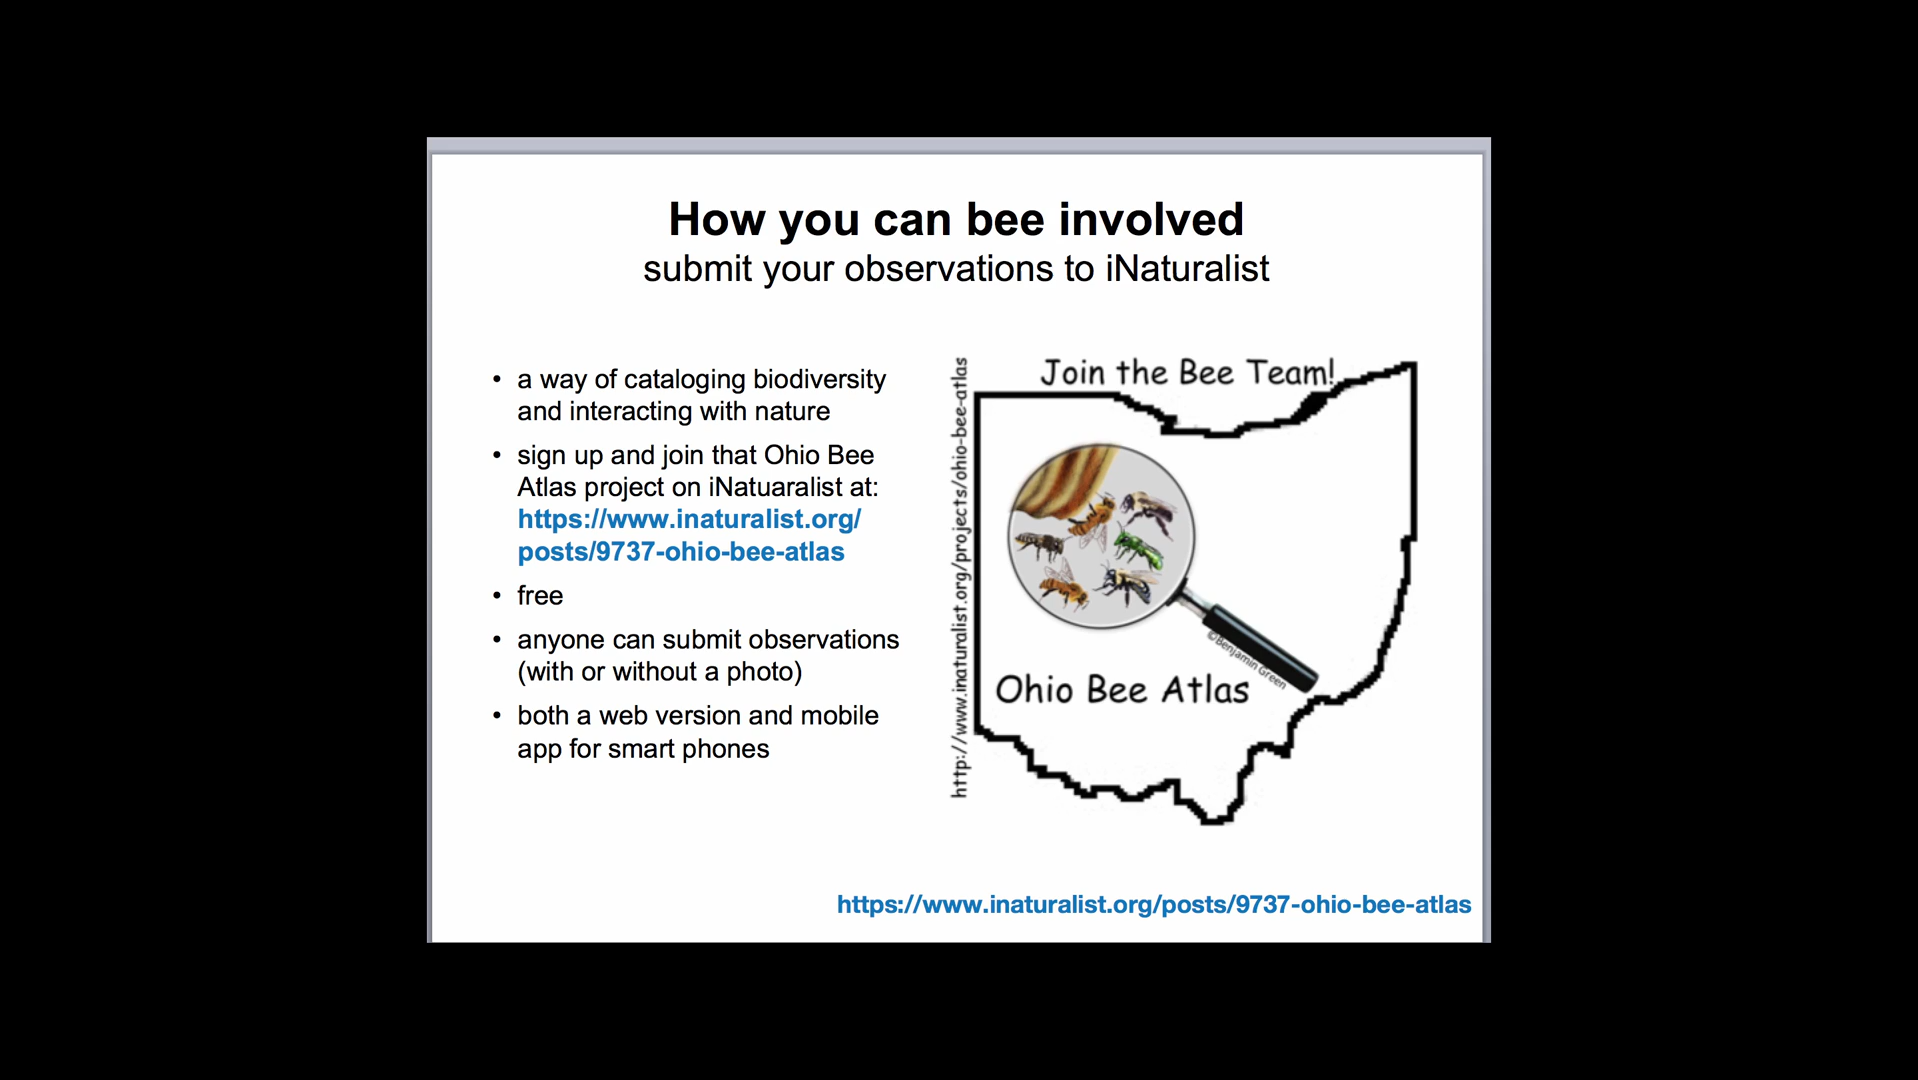 How you can bee involved
submit your observations to iNaturalist
• a way of cataloging biodiversity
and interacting with nature
• sign up and join that Ohio Bee
Atlas project on iNatuaralist at:
https://www.inaturalist.org/
posts/9737-ohio-bee-atlas
• free
• anyone can submit observations
(with or without a photo)
• both a web version and mobile
app for smart phones
http://www.inaturalist.org/projects/ohio-bee-atlas
Join the Bee Team!
©Benjamin Green
Ohio Bee Atlas
https://www.inaturalist.org/posts/9737-ohio-bee-atlas